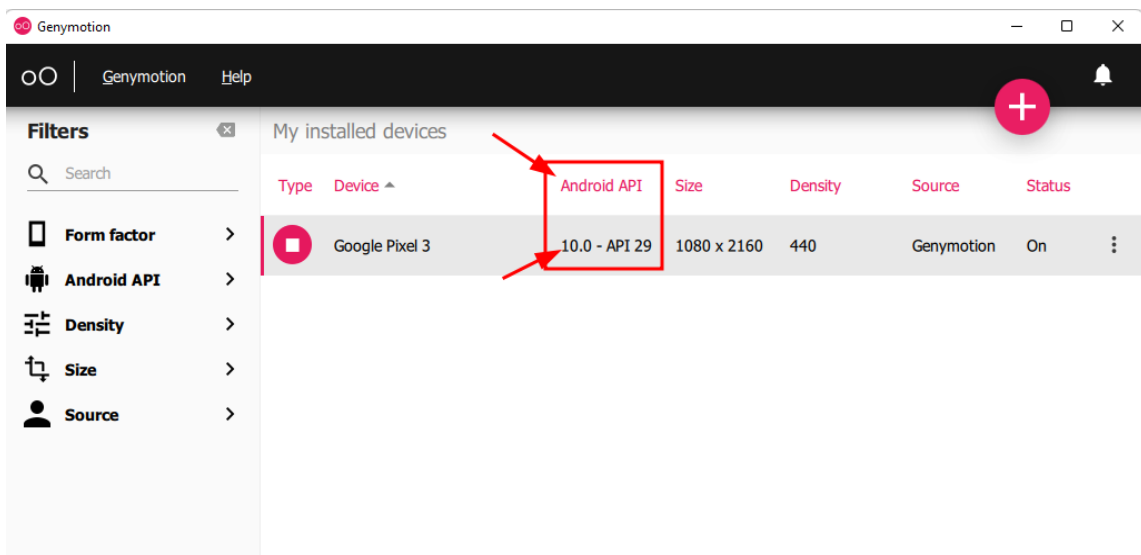 Genymotion
Genymotion Help
Filters
My installed devices
Search
Type Device Android API Size Density Source Status
Form factor
Google Pixel 3 10.0 - API 29 1080 x 2160 440 Genymotion On
Android API
Density
Size
Source